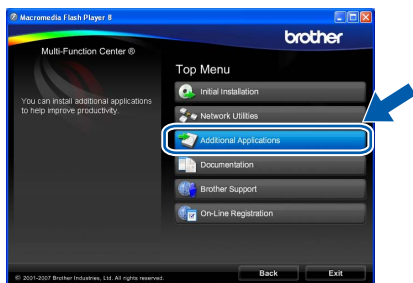 Macromedia Flash Player 8
brother
Multi-Function Center ®
Top Menu
You can install additional applications
to help improve productivity.
Initial Installation
Network Utilities
Additional Applications
Documentation
Brother Support
On-Line Registration
© 2001-2007 Brother Industries, Ltd. All rights reserved.
Back
Exit